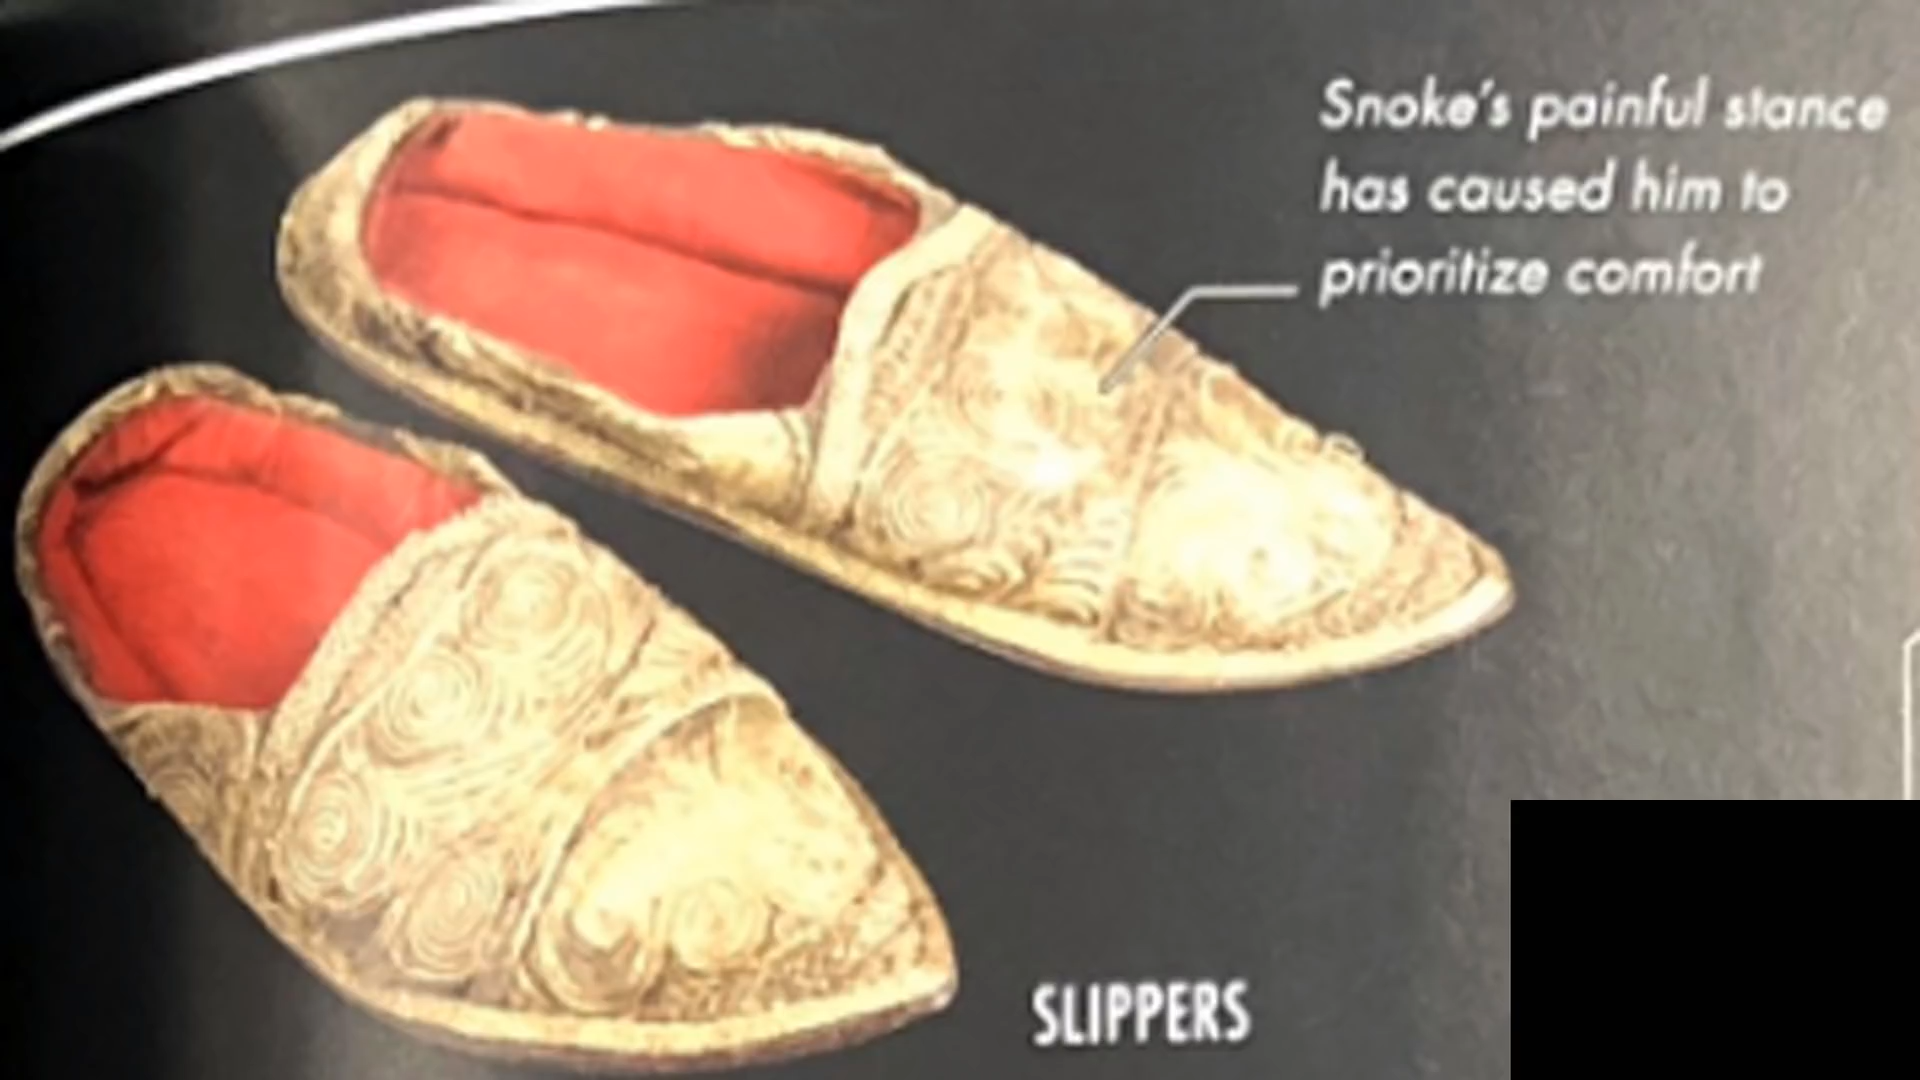 Snoke's painful stance
has caused him to
prioritize comfort
SLIPPERS